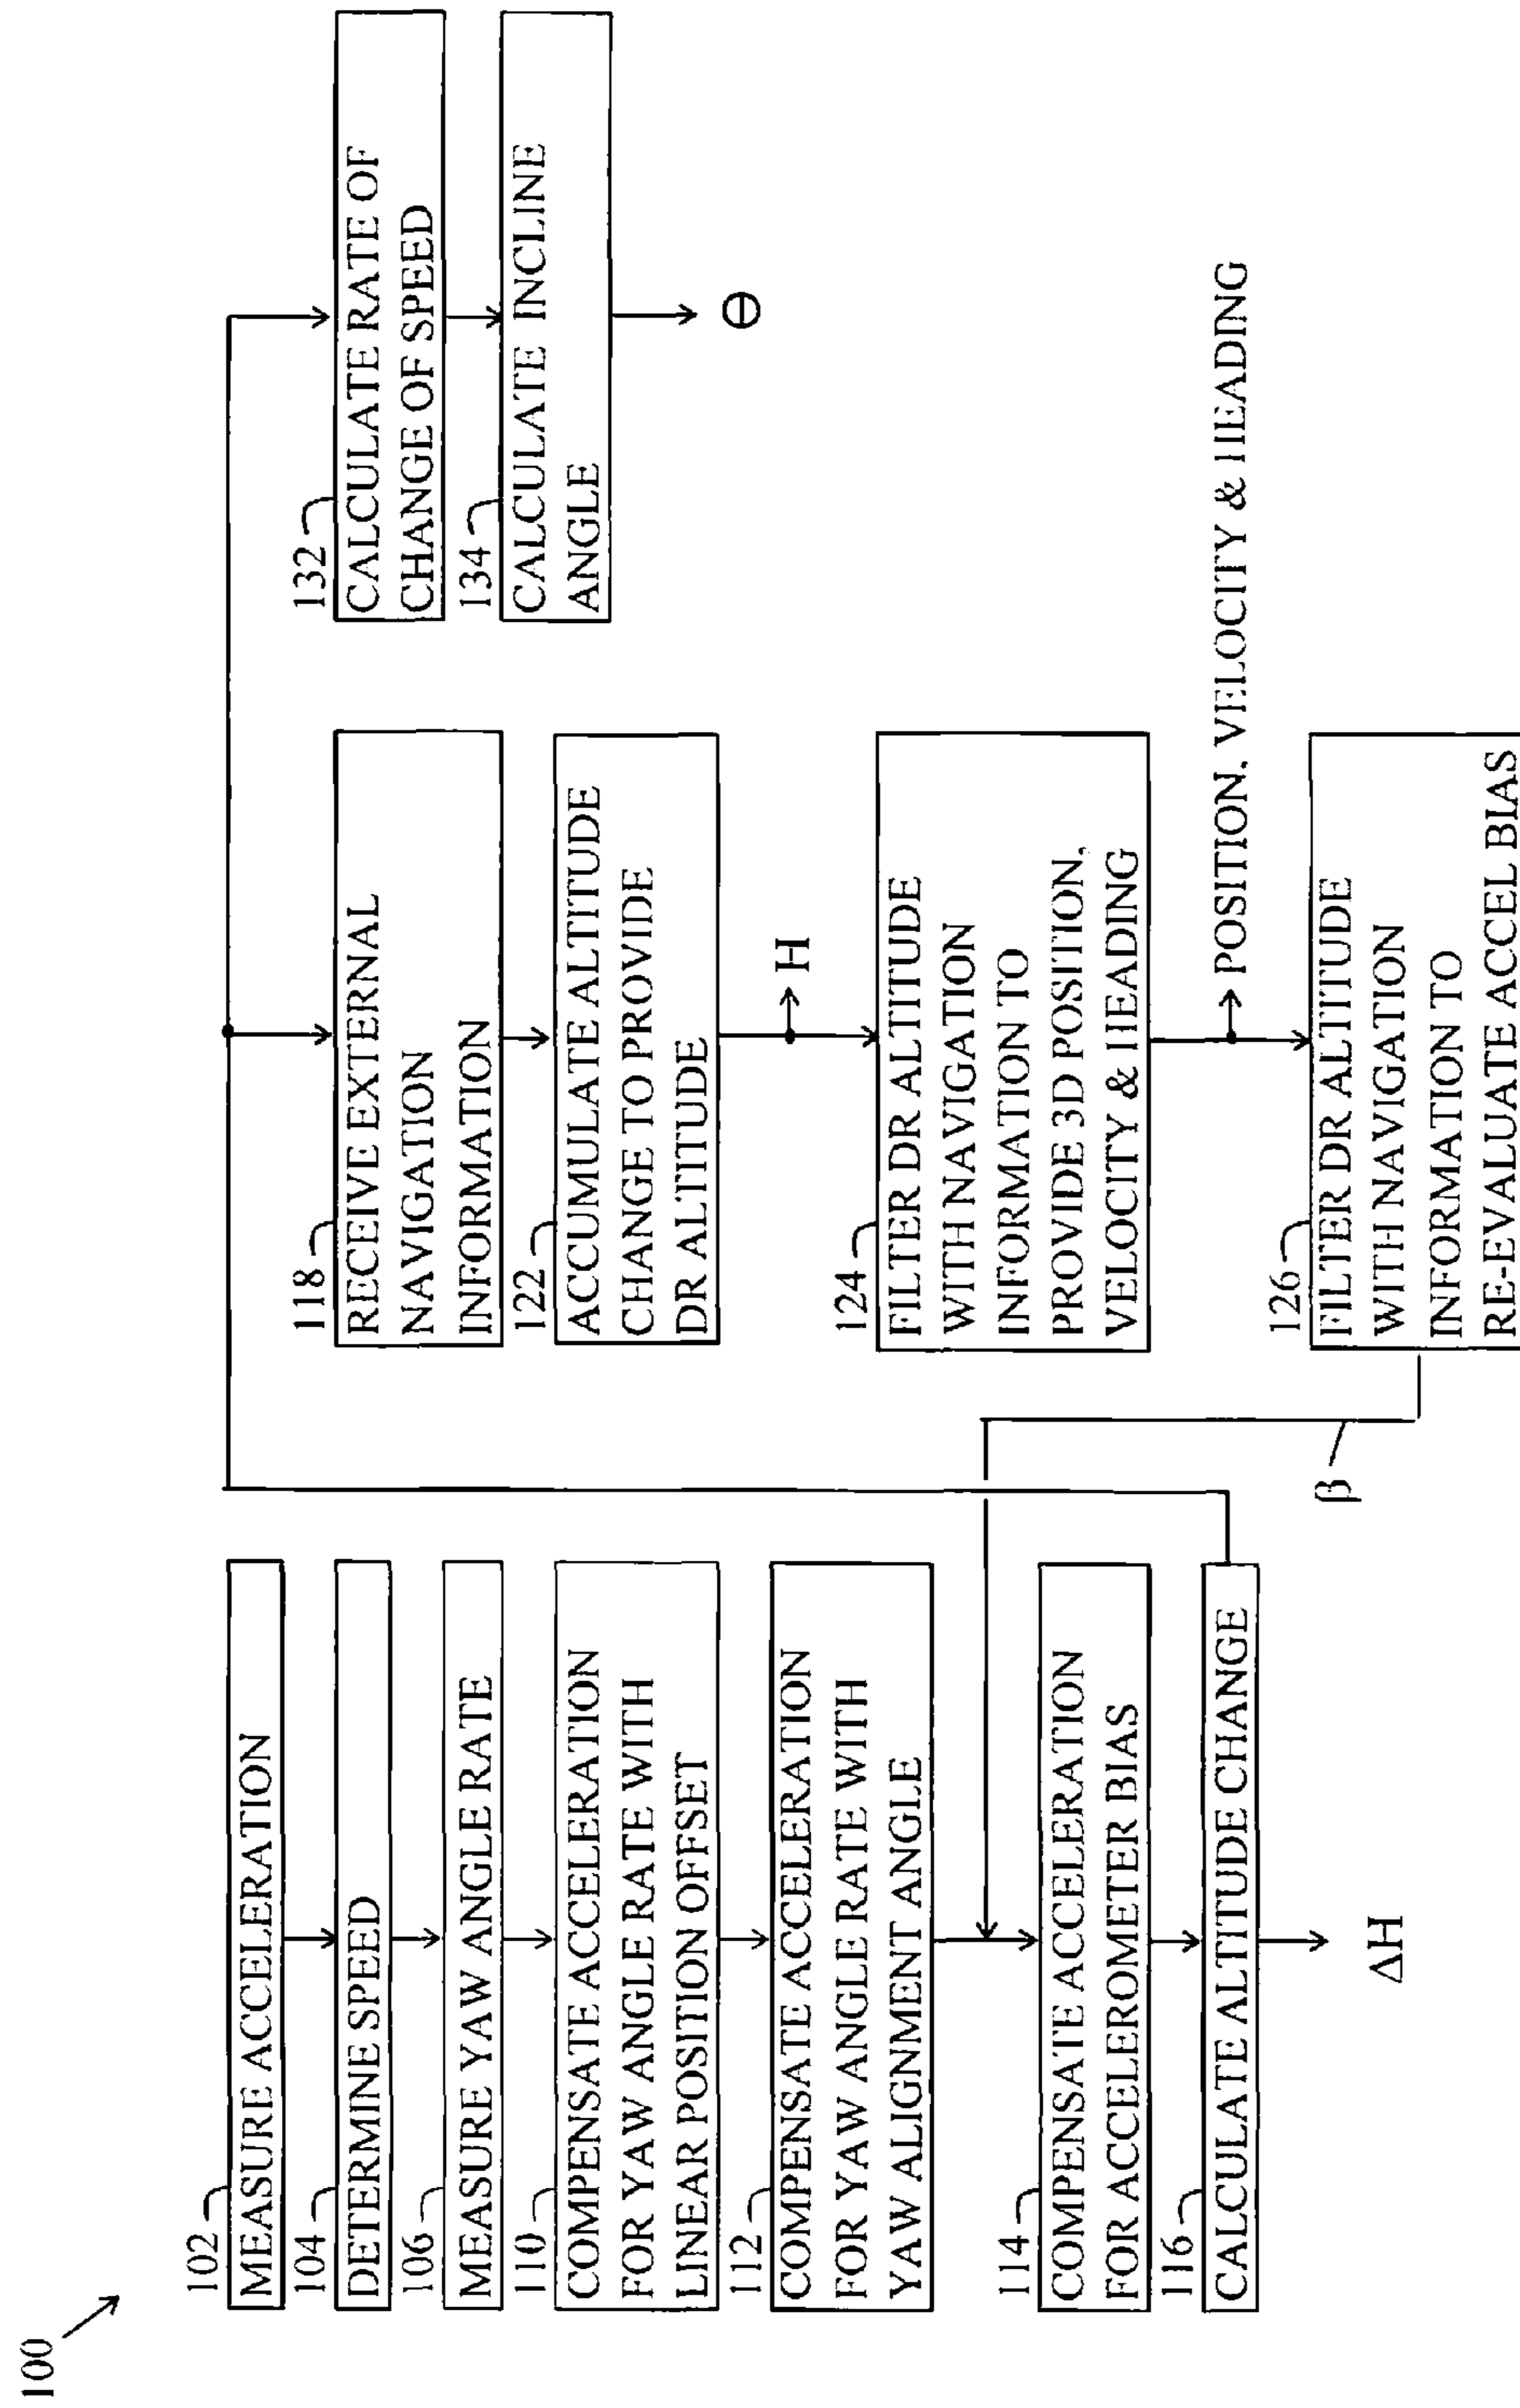 100
102
MEASURE ACCELERATION
104
DETERMINE SPEED
106
MEASURE YAW ANGLE RATE
110
COMPENSATE ACCELERATION
FOR YAW ANGLE RATE WITH
LINEAR POSITION OFFSET
112
COMPENSATE ACCELERATION
FOR YAW ANGLE RATE WITH
YAW ALIGNMENT ANGLE
114
COMPENSATE ACCELERATION
FOR ACCELEROMETER BIAS
116
CALCULATE ALTITUDE CHANGE
ΔH
118
RECEIVE EXTERNAL
NAVIGATION
INFORMATION
122
ACCUMULATE ALTITUDE
CHANGE TO PROVIDE
DR ALTITUDE
H
124
FILTER DR ALTITUDE
WITH NAVIGATION
INFORMATION TO
PROVIDE 3D POSITION,
VELOCITY & HEADING
POSITION, VELOCITY & HEADING
126
FILTER DR ALTITUDE
WITH NAVIGATION
INFORMATION TO
RE-EVALUATE ACCEL BIAS
β
132
CALCULATE RATE OF
CHANGE OF SPEED
134
CALCULATE INCLINE
ANGLE
Θ